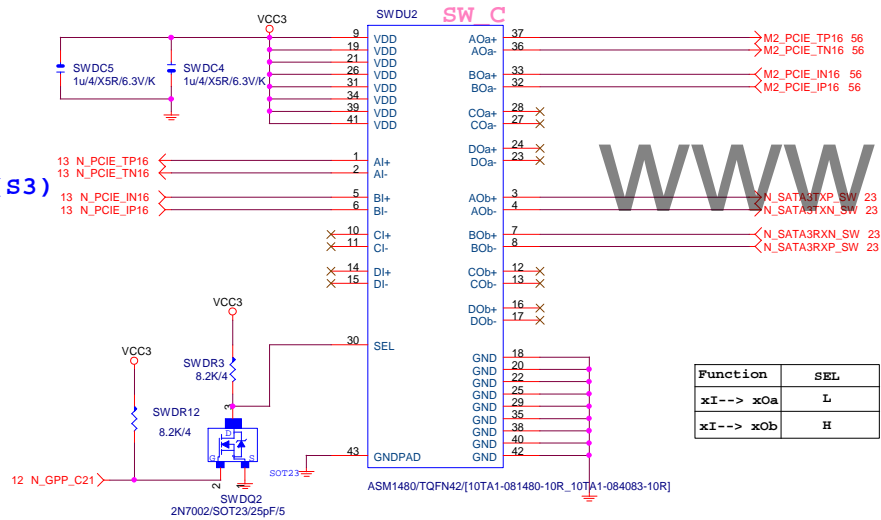 SWDU2 SW_C
VCC3
9 VDD AOa+ 37 M2_PCIE_TP16 56
19 VDD AOa- 36 M2_PCIE_TN16 56
21 VDD
26 VDD BOa+ 33 M2_PCIE_IN16 56
31 VDD BOa- 32 M2_PCIE_IP16 56
34 VDD
39 VDD COa+ 28
41 VDD COa- 27
SWDC5
1u/4/X5R/6.3V/K
SWDC4
1u/4/X5R/6.3V/K
DOa+ 24
DOa- 23
13 N_PCIE_TP16 1 AI+
13 N_PCIE_TN16 2 AI-
S3)
13 N_PCIE_IN16 5 BI+ AOb+ 3 N_SATA3TXP_SW 23
13 N_PCIE_IP16 6 BI- AOb- 4 N_SATA3TXN_SW 23
WWW
10 CI+ BOb+ 7 N_SATA3RXN_SW 23
11 CI- BOb- 8 N_SATA3RXP_SW 23
14 DI+ COb+ 12
15 DI- COb- 13
DOb+ 16
DOb- 17
VCC3
30 SEL
VCC3
SWDR3
8.2K/4
SWDR12
8.2K/4
GND 18
GND 20
GND 22
GND 25
GND 29
GND 35
GND 38
GND 40
43 GNDPAD GND 42
Function SEL
xI--> xOa L
xI--> xOb H
3
D
G S
2 1
SOT23
12 N_GPP_C21
SWDQ2
2N7002/SOT23/25pF/5
ASM1480/TQFN42/[10TA1-081480-10R_10TA1-084083-10R]